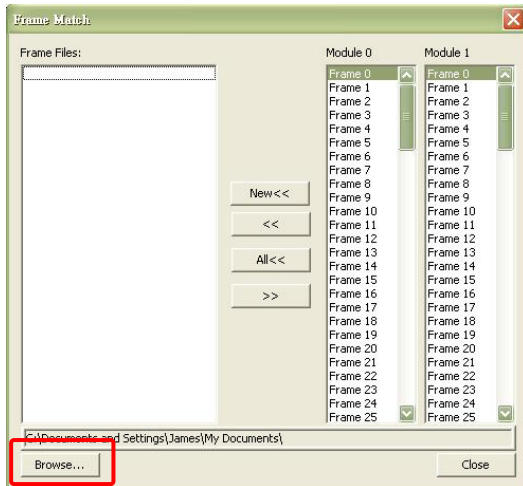 Frame Match
Frame Files:
Module 0
Module 1
Frame 0
Frame 1
Frame 2
Frame 3
Frame 4
Frame 5
Frame 6
Frame 7
Frame 8
Frame 9
Frame 10
Frame 11
Frame 12
Frame 13
Frame 14
Frame 15
Frame 16
Frame 17
Frame 18
Frame 19
Frame 20
Frame 21
Frame 22
Frame 23
Frame 24
Frame 25
Frame 0
Frame 1
Frame 2
Frame 3
Frame 4
Frame 5
Frame 6
Frame 7
Frame 8
Frame 9
Frame 10
Frame 11
Frame 12
Frame 13
Frame 14
Frame 15
Frame 16
Frame 17
Frame 18
Frame 19
Frame 20
Frame 21
Frame 22
Frame 23
Frame 24
Frame 25
New<<
<<
All<<
>>
C:\Documents and Settings\James\My Documents\
Browse...
Close